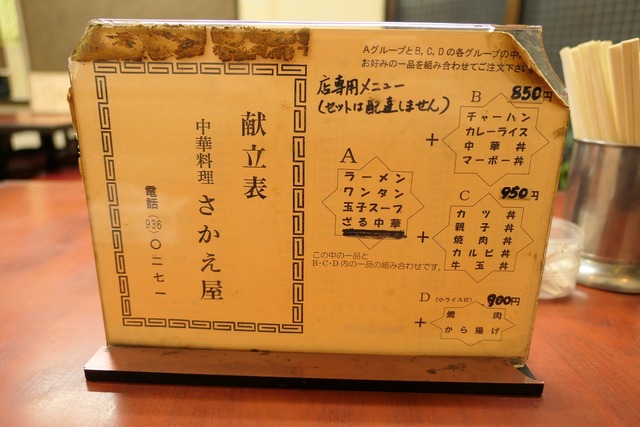 献立表
中華料理 さかえ屋
電話(936)〇二七一
AグループとB,C,Dの各グループの中
お好みの一品を組み合わせてご注文下さい
店専用メニュー
(セットは配達しません)
A
ラーメン
ワンタン
玉子スープ
ざる中華
この中の一品と
B・C・D内の一品の組み合わせです。
+
B 850円
チャーハン
カレーライス
中華丼
マーボー丼
+
C 950円
カツ丼
親子丼
焼肉丼
カルビ丼
牛玉丼
+
D (小ライス付) 900円
焼肉
から揚げ